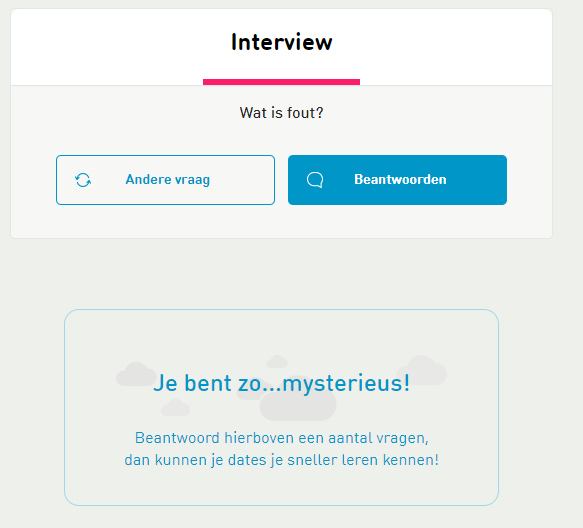 Interview
Wat is fout?
Andere vraag
Beantwoorden
Je bent zo...mysterieus!
Beantwoord hierboven een aantal vragen,
dan kunnen je dates je sneller leren kennen!